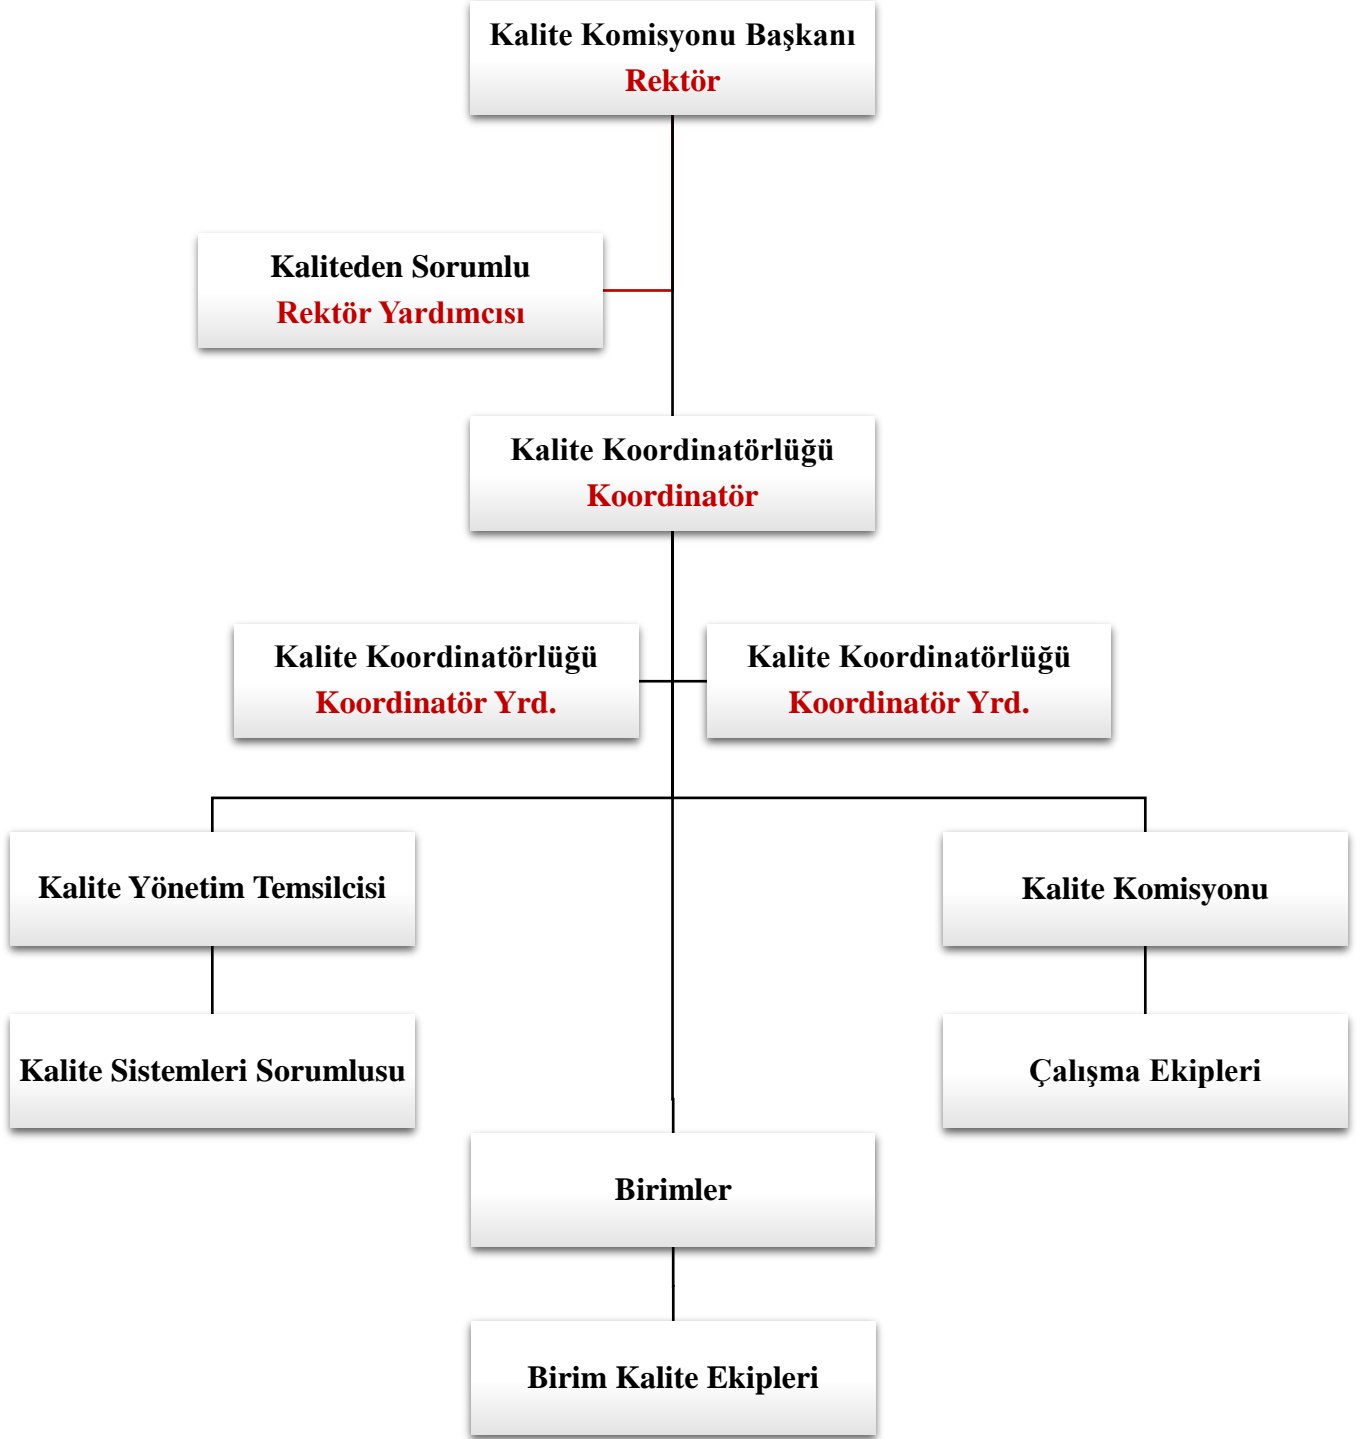 Kalite Komisyonu Başkanı
Rektör
Kaliteden Sorumlu
Rektör Yardımcısı
Kalite Koordinatörlüğü
Koordinatör
Kalite Koordinatörlüğü
Koordinatör Yrd.
Kalite Koordinatörlüğü
Koordinatör Yrd.
Kalite Yönetim Temsilcisi
Kalite Komisyonu
Kalite Sistemleri Sorumlusu
Çalışma Ekipleri
Birimler
Birim Kalite Ekipleri